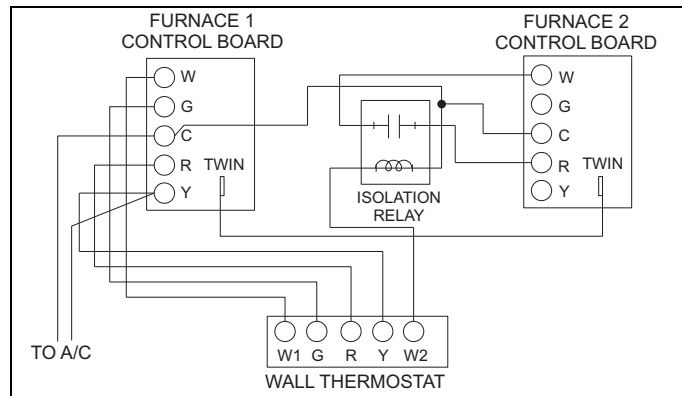 FURNACE 1
CONTROL BOARD
W
G
C
R TWIN
Y
FURNACE 2
CONTROL BOARD
W
G
C
R TWIN
Y
ISOLATION
RELAY
TO A/C
W1 G R Y W2
WALL THERMOSTAT